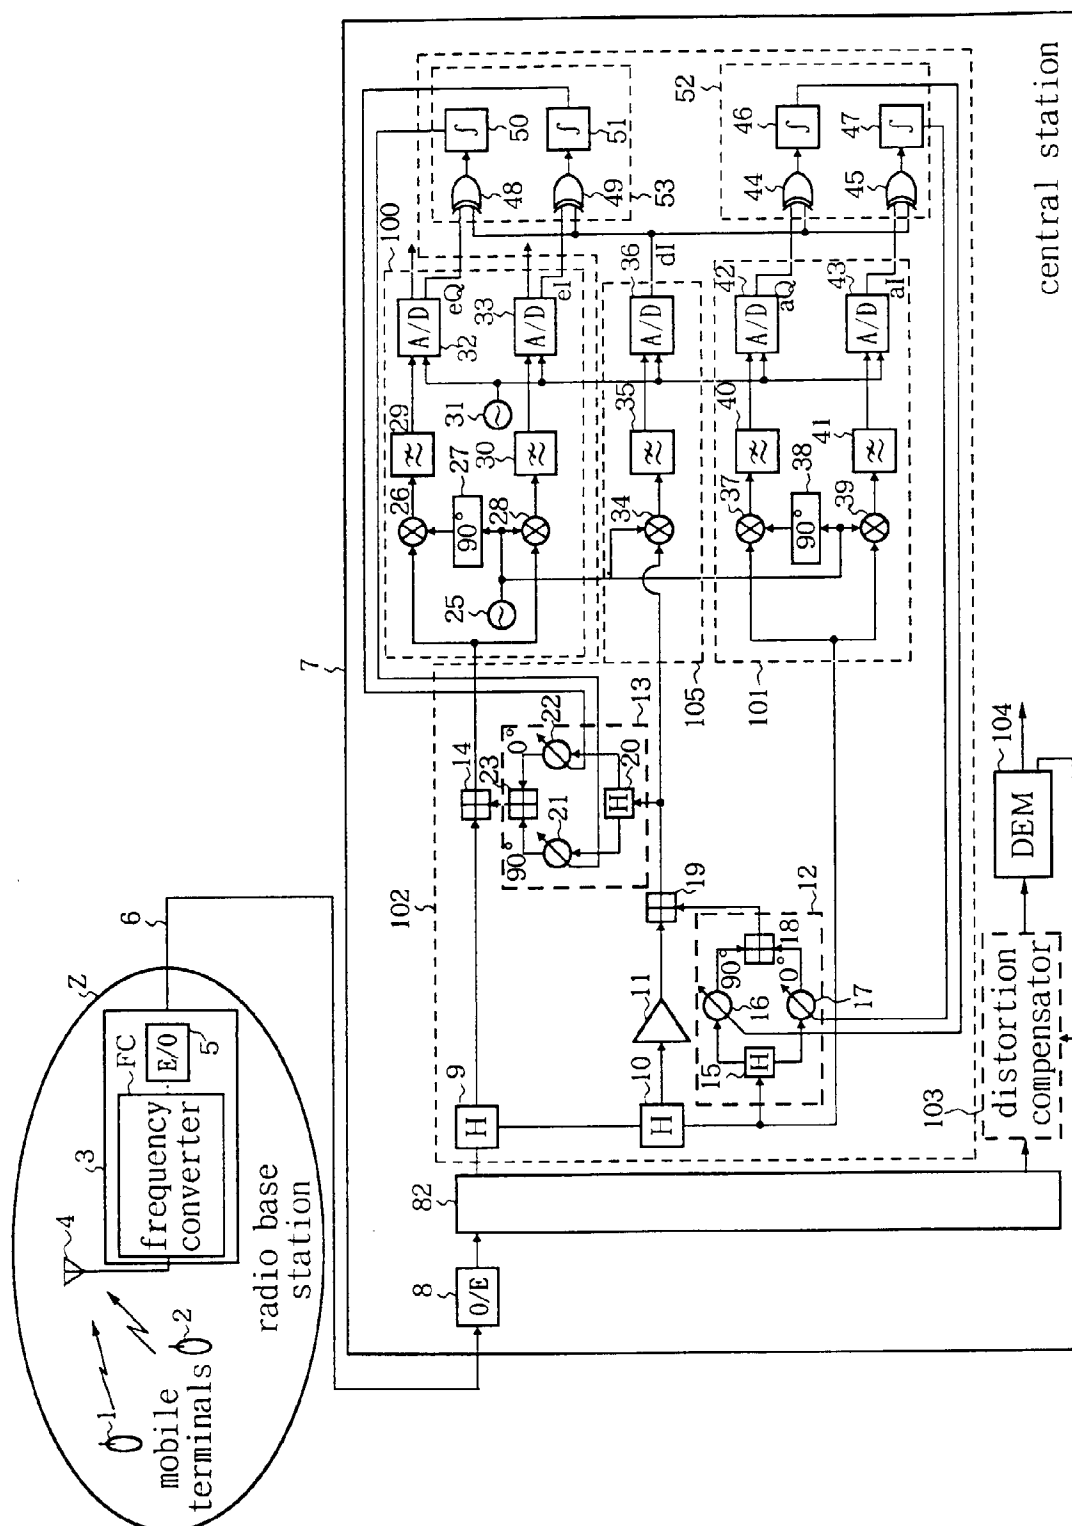 central station
7
102
100
52
53
50
51
46
47
∫
∫
∫
∫
48
49
44
45
dI
eQ
eI
aQ
aI
A/D
32
A/D
33
A/D
36
A/D
42
A/D
43
31
29
30
35
40
41
26
27
90°
28
25
34
37
38
90°
39
105
101
13
14
23
0°
22
90°
21
20
H
19
12
11
18
90°
0°
16
17
15
H
9
H
10
H
82
8
O/E
103
distortion
compensator
104
DEM
6
Z
3
FC
E/O
5
frequency
converter
4
radio base
station
1
2
mobile
terminals